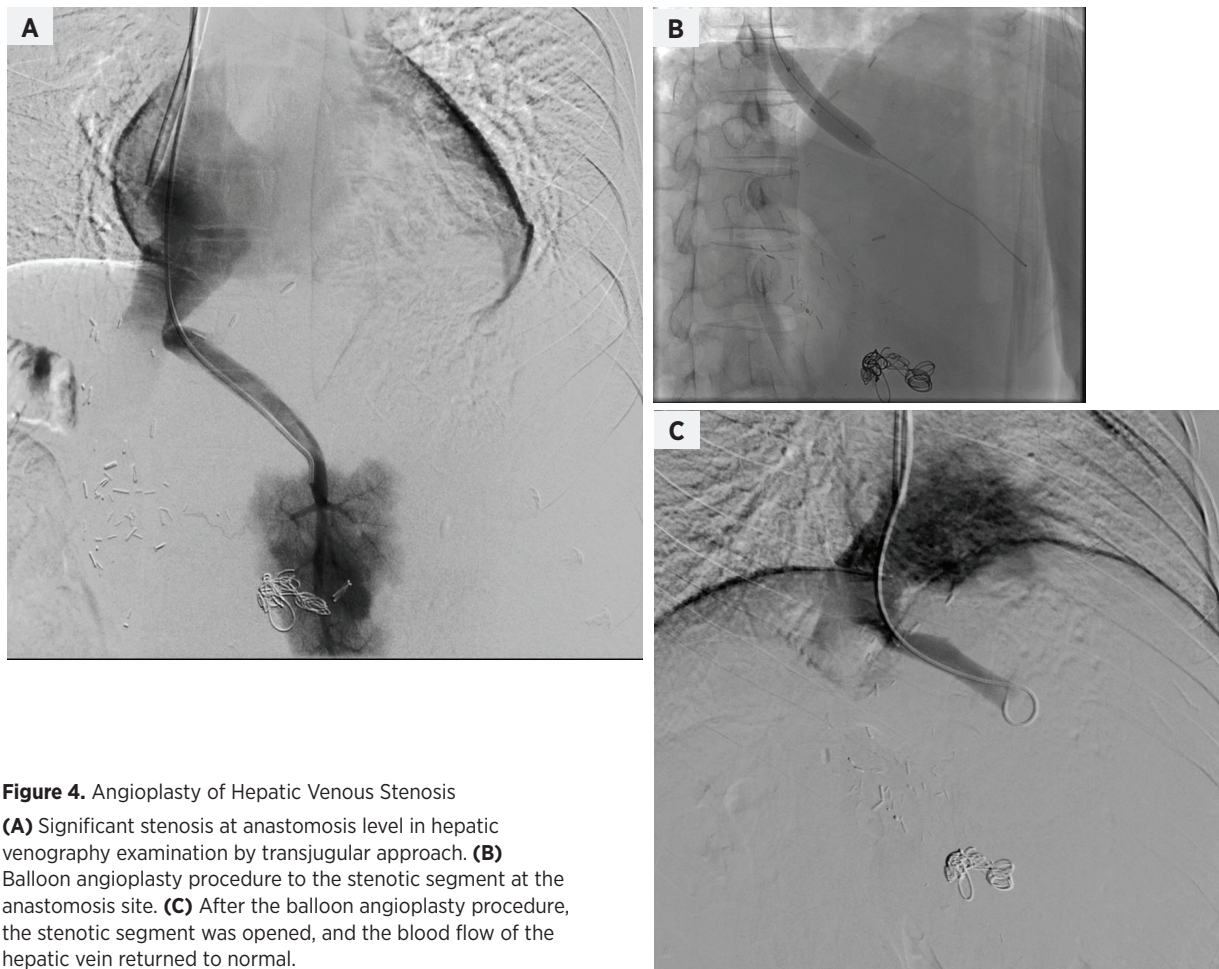 A
B
C
Figure 4. Angioplasty of Hepatic Venous Stenosis
(A) Significant stenosis at anastomosis level in hepatic
venography examination by transjugular approach. (B)
Balloon angioplasty procedure to the stenotic segment at the
anastomosis site. (C) After the balloon angioplasty procedure,
the stenotic segment was opened, and the blood flow of the
hepatic vein returned to normal.